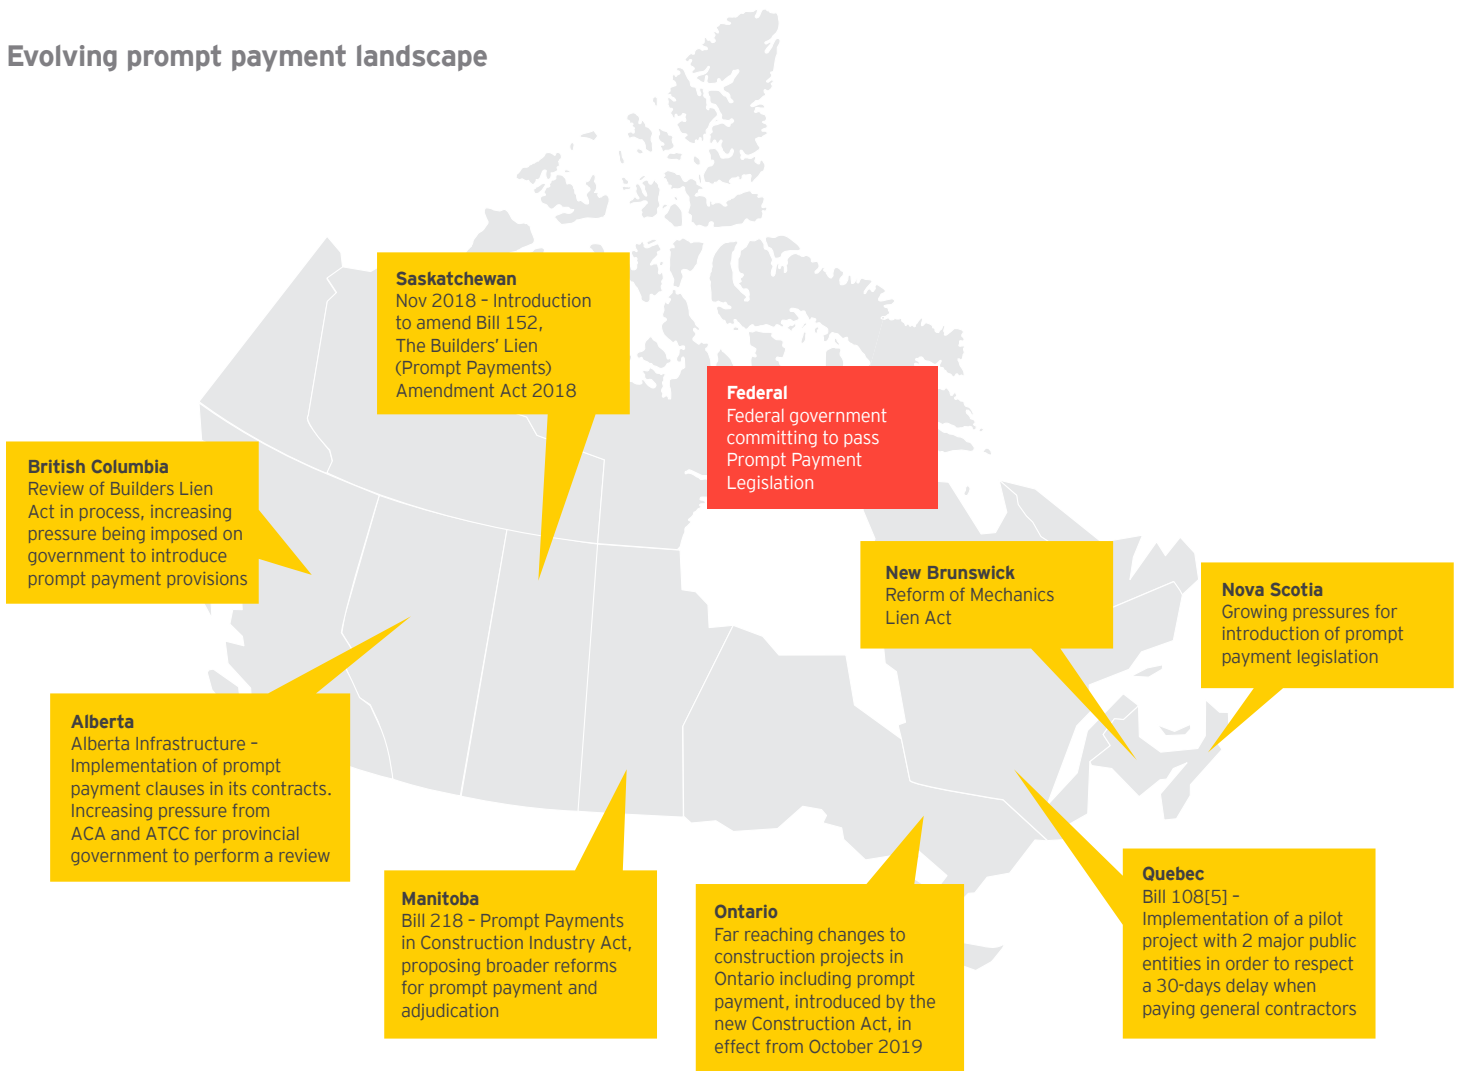 Evolving prompt payment landscape
Saskatchewan
Nov 2018 – Introduction
to amend Bill 152,
The Builders’ Lien
(Prompt Payments)
Amendment Act 2018
Federal
Federal government
committing to pass
Prompt Payment
Legislation
British Columbia
Review of Builders Lien
Act in process, increasing
pressure being imposed on
government to introduce
prompt payment provisions
New Brunswick
Reform of Mechanics
Lien Act
Nova Scotia
Growing pressures for
introduction of prompt
payment legislation
Alberta
Alberta Infrastructure –
Implementation of prompt
payment clauses in its contracts.
Increasing pressure from
ACA and ATCC for provincial
government to perform a review
Manitoba
Bill 218 – Prompt Payments
in Construction Industry Act,
proposing broader reforms
for prompt payment and
adjudication
Ontario
Far reaching changes to
construction projects in
Ontario including prompt
payment, introduced by the
new Construction Act, in
effect from October 2019
Quebec
Bill 108[5] –
Implementation of a pilot
project with 2 major public
entities in order to respect
a 30-days delay when
paying general contractors